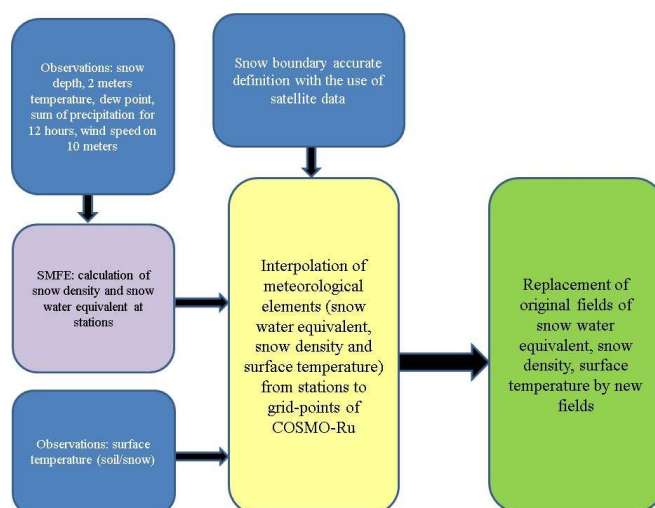 Observations: snow
depth, 2 meters
temperature, dew point,
sum of precipitation for
12 hours, wind speed on
10 meters
Snow boundary accurate
definition with the use of
satellite data
SMFE: calculation of
snow density and snow
water equivalent at
stations
Interpolation of
meteorological
elements (snow
water equivalent,
snow density and
surface temperature)
from stations to
grid-points of
COSMO-Ru
Replacement of
original fields of
snow water
equivalent, snow
density, surface
temperature by new
fields
Observations: surface
temperature (soil/snow)